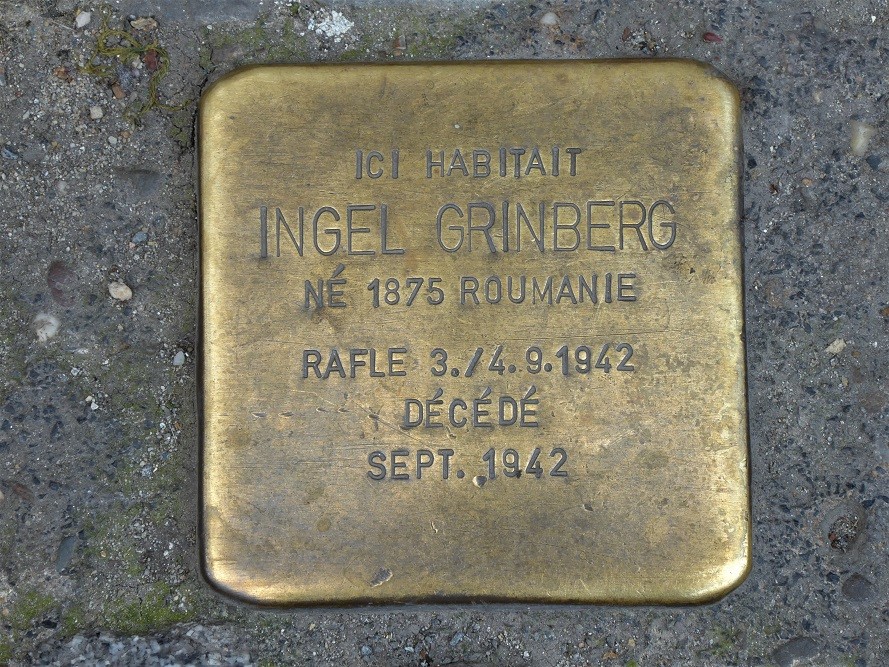 ICI HABITAIT
INGEL GRINBERG
NÉ 1875 ROUMANIE
RAFLE 3./4.9.1942
DÉCÉDÉ
SEPT. 1942